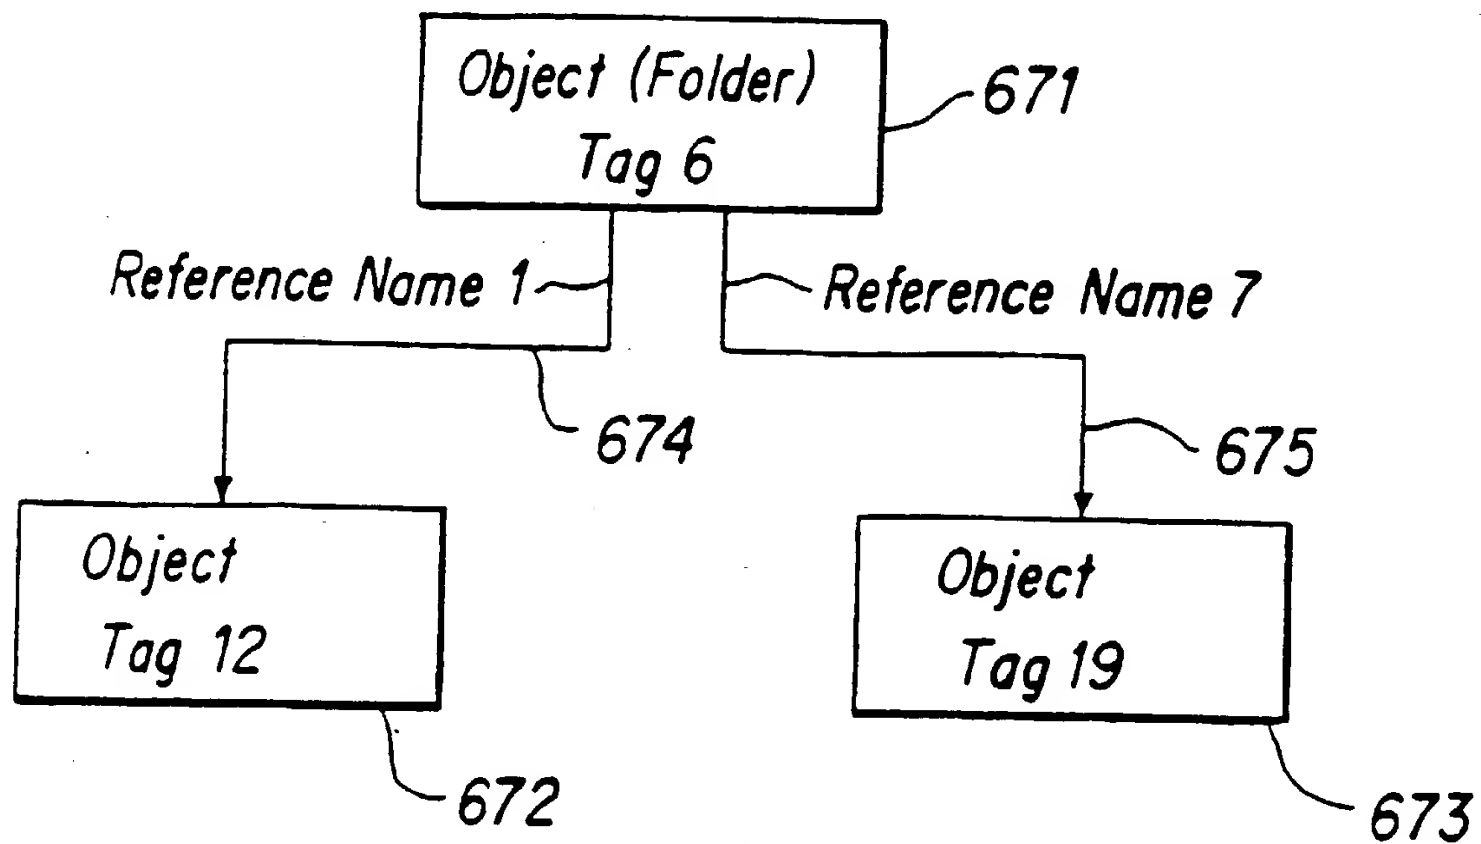 Object (Folder)
Tag 6
671
Reference Name 1
Reference Name 7
674
675
Object
Tag 12
Object
Tag 19
672
673